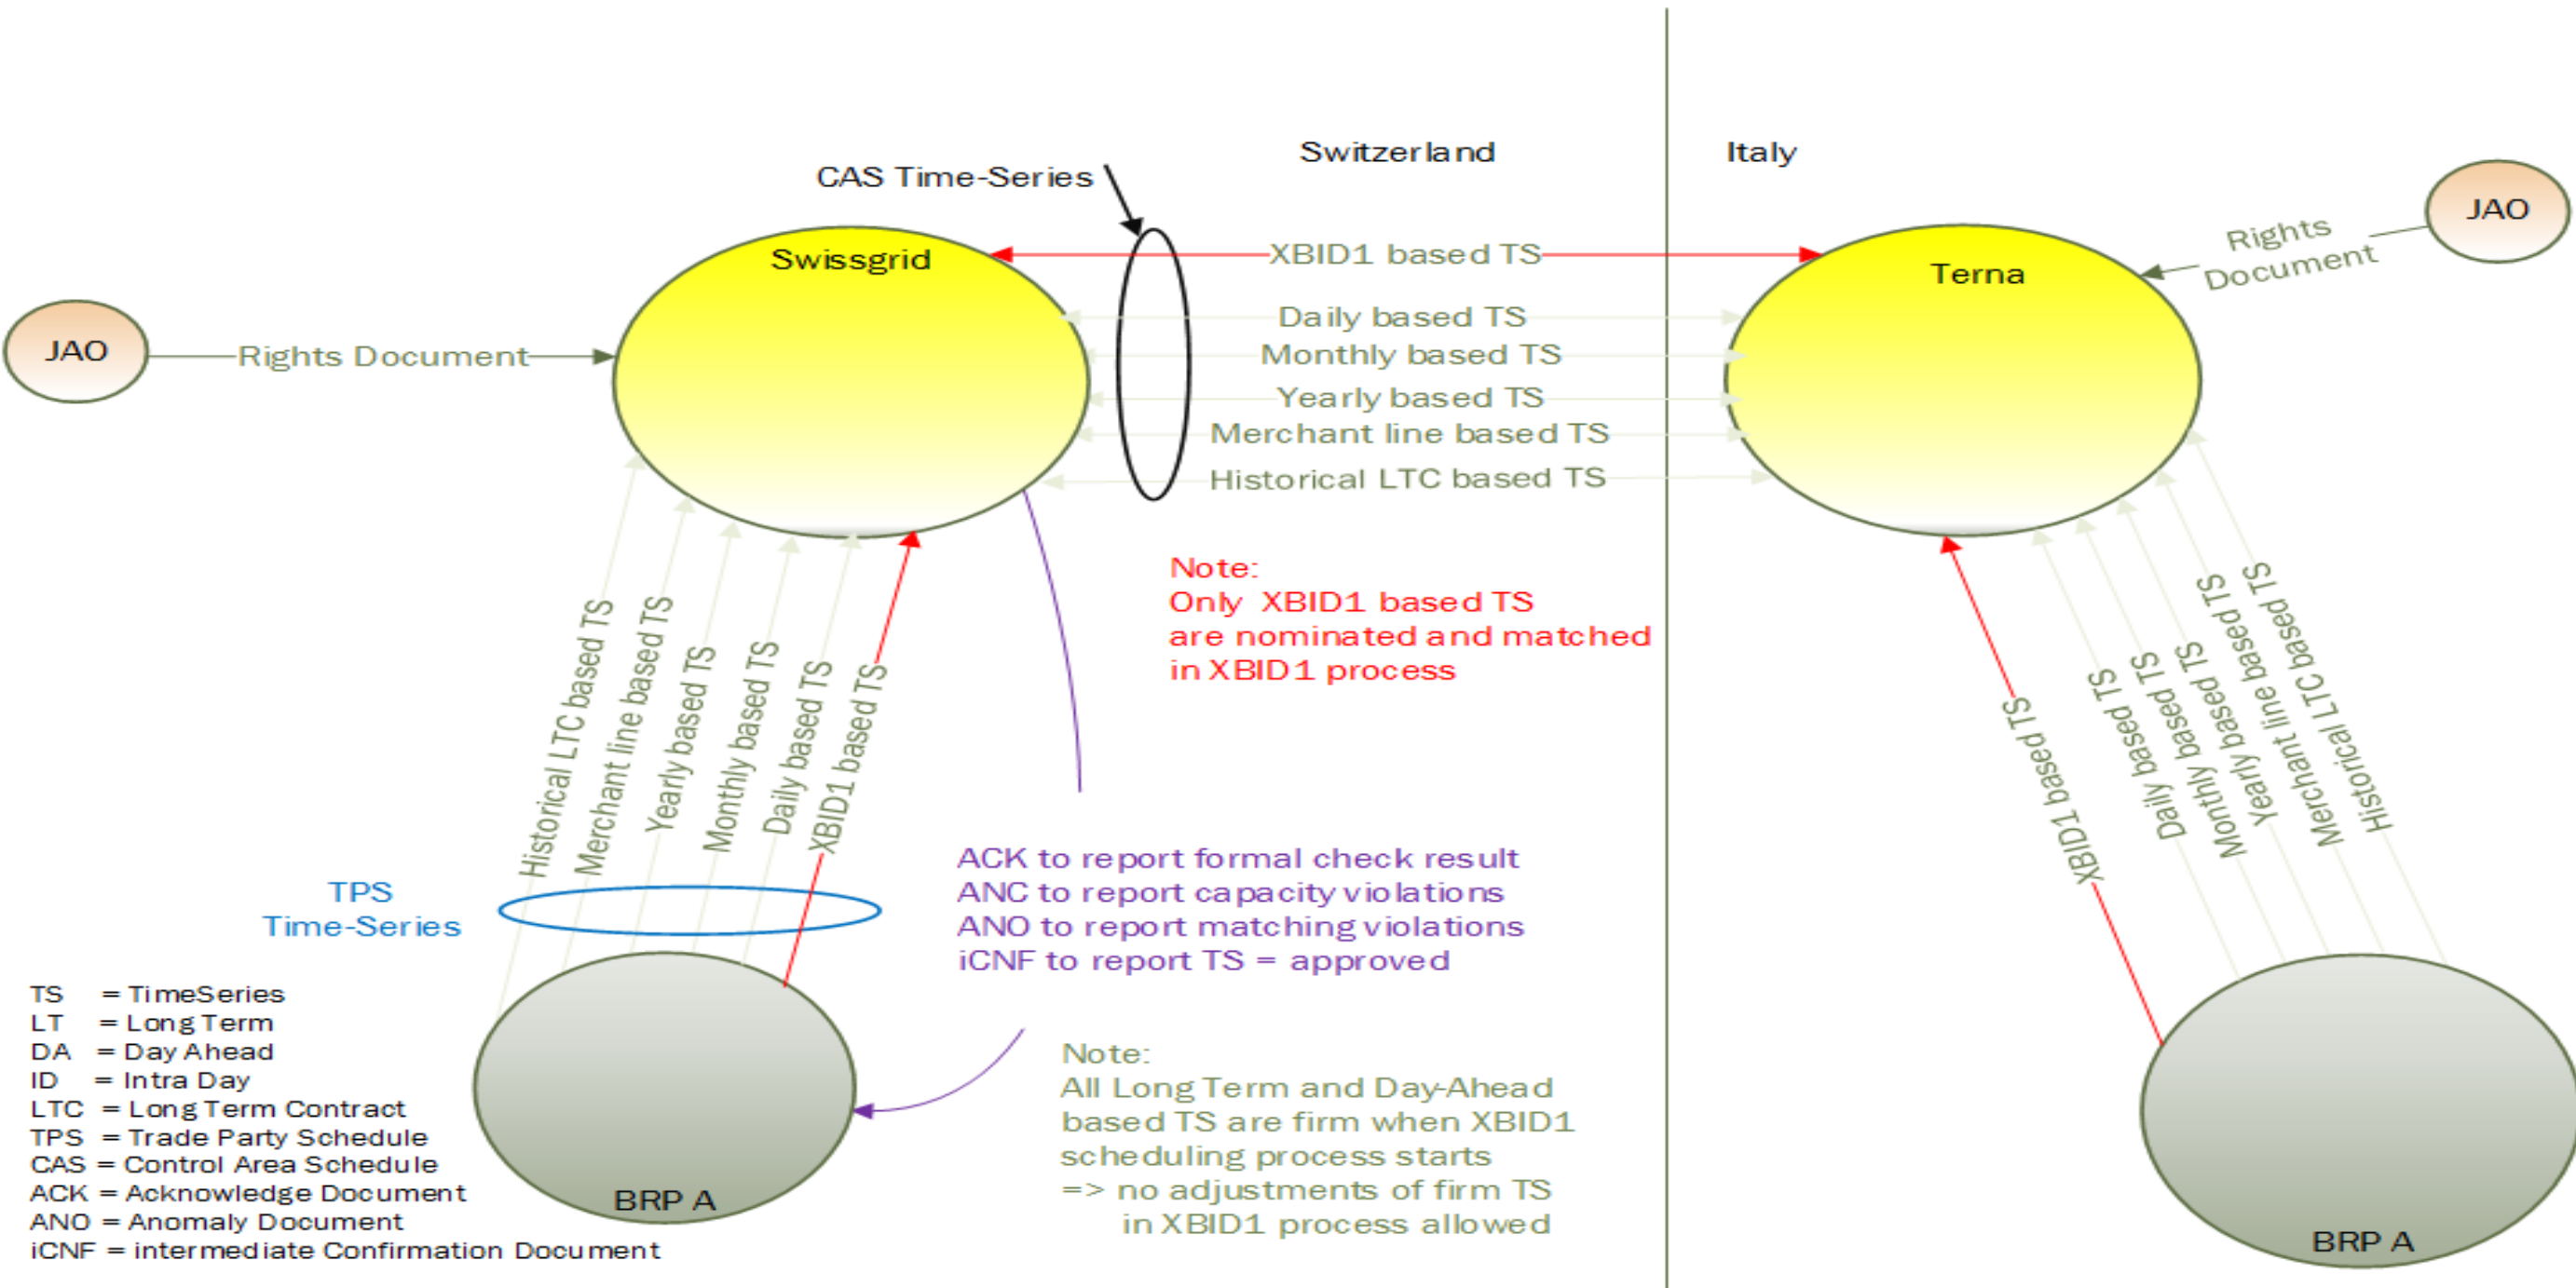 Switzerland
Italy
CAS Time-Series
JAO
Rights
Document
XBID1 based TS
Swissgrid
Terna
Daily based TS
JAO
Rights Document
Monthly based TS
Yearly based TS
Merchant line based TS
Historical LTC based TS
Note:
Only XBID1 based TS
are nominated and matched
in XBID1 process
Historical LTC based TS
Merchant line based TS
Yearly based TS
Monthly based TS
Daily based TS
XBID1 based TS
XBID1 based TS
Daily based TS
Monthly based TS
Yearly based TS
Merchant line based TS
Historical LTC based TS
TPS
Time-Series
ACK to report formal check result
ANC to report capacity violations
ANO to report matching violations
iCNF to report TS = approved
TS = TimeSeries
LT = Long Term
DA = Day Ahead
ID = Intra Day
LTC = Long Term Contract
TPS = Trade Party Schedule
CAS = Control Area Schedule
ACK = Acknowledge Document
ANO = Anomaly Document
iCNF = intermediate Confirmation Document
BRP A
Note:
All Long Term and Day-Ahead
based TS are firm when XBID1
scheduling process starts
=> no adjustments of firm TS
in XBID1 process allowed
BRP A